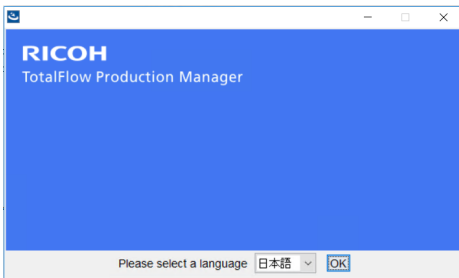 RICOH
TotalFlow Production Manager
Please select a language 日本語 OK